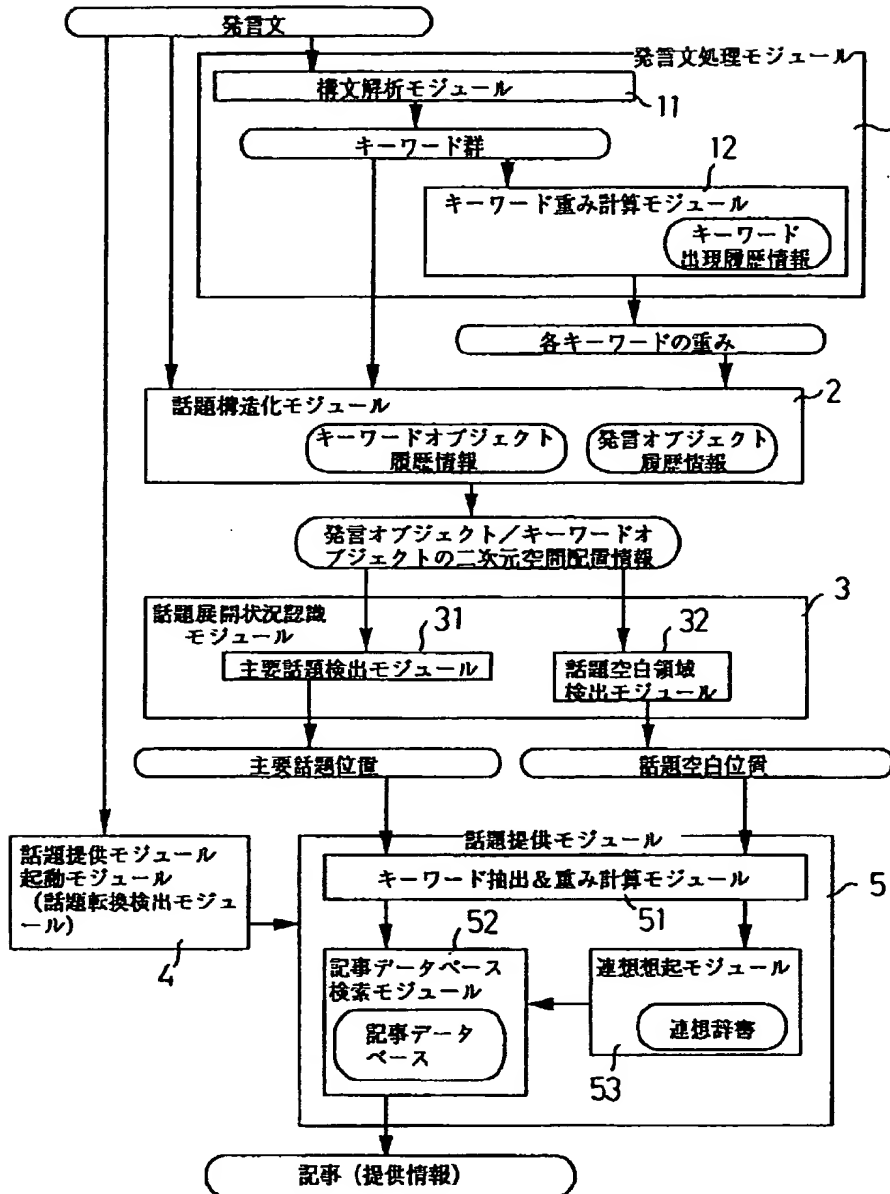 発言文
発言文処理モジュール
構文解析モジュール
11
キーワード群
12
キーワード重み計算モジュール
キーワード
出現履歴情報
各キーワードの重み
2
話題構造化モジュール
キーワードオブジェクト
履歴情報
発言オブジェクト
履歴情報
発言オブジェクト/キーワードオ
ブジェクトの二次元空間配置情報
3
話題展開状況認識
モジュール
31
主要話題検出モジュール
32
話題空白領域
検出モジュール
主要話題位置
話題空白位置
話題提供モジュール
起動モジュール
(話題転換検出モジュ
ール)
4
話題提供モジュール
キーワード抽出&重み計算モジュール
5
51
52
記事データベース
検索モジュール
記事データ
ベース
連想想起モジュール
連想辞書
53
記事(提供情報)